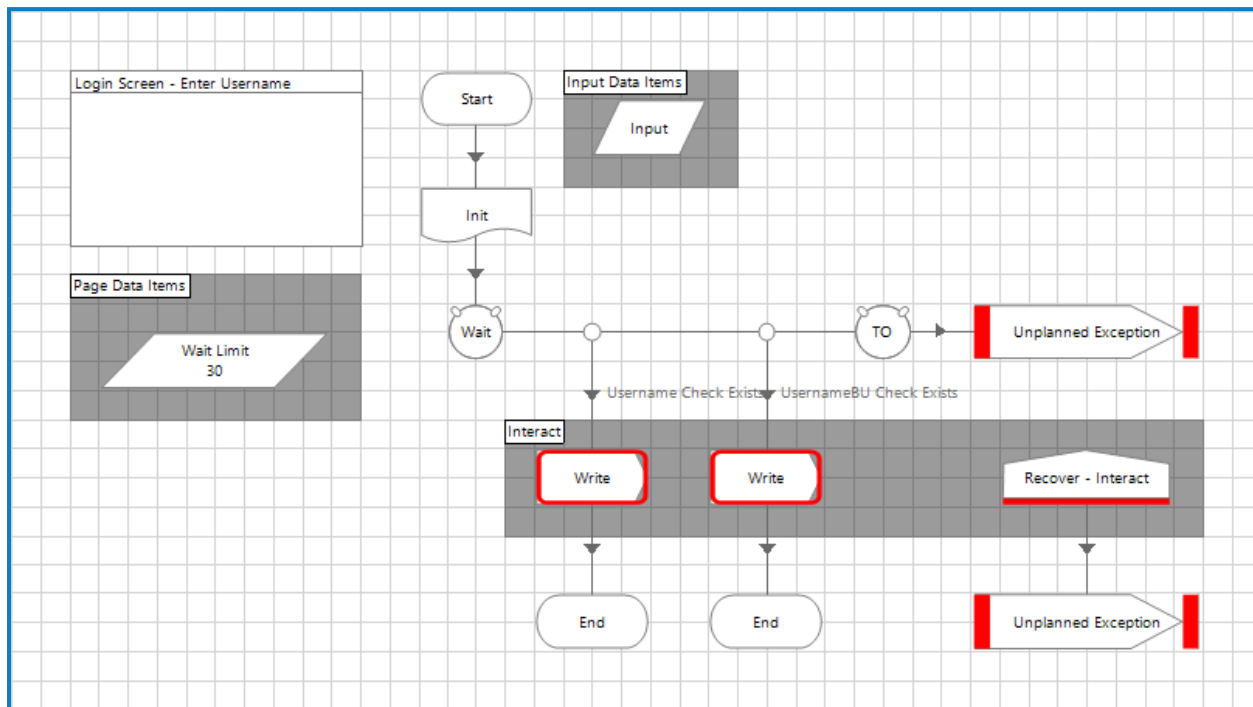 Login Screen - Enter Username
Start
Input Data Items
Input
Init
Page Data Items
Wait Limit
30
Wait
TO
Unplanned Exception
Username Check Exists
UsernameBU Check Exists
Interact
Write
Write
Recover - Interact
End
End
Unplanned Exception